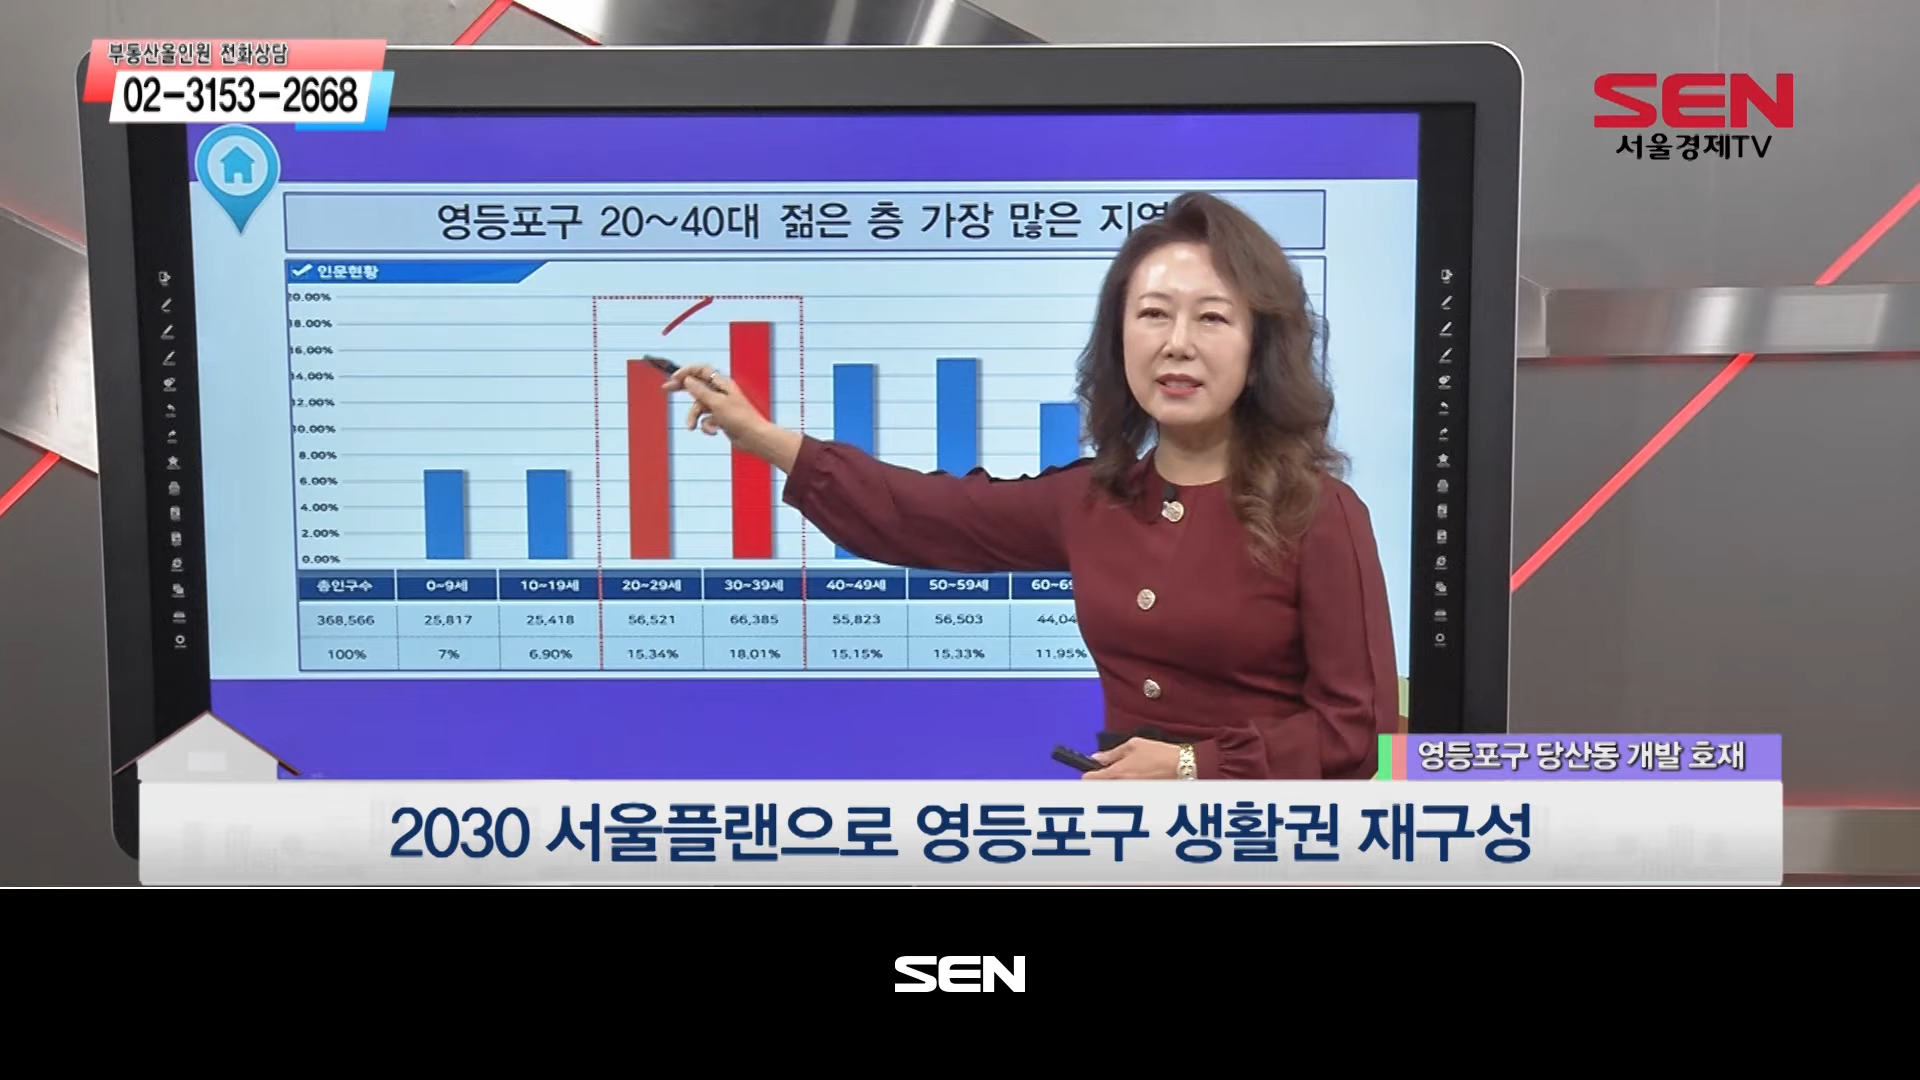 부동산올인원 전화상담
02-3153-2668
SEN
서울경제TV
영등포구 20~40대 젊은 층 가장 많은 지역
인문현황
20.00%
18.00%
16.00%
14.00%
12.00%
10.00%
8.00%
6.00%
4.00%
2.00%
0.00%
총인구수 0~9세 10~19세 20~29세 30~39세 40~49세 50~59세
368,566 25,817 25,418 56,521 66,385 55,823 56,503
100% 7% 6.90% 15.34% 18.01% 15.15% 15.33% 11.95%
영등포구 당산동 개발 호재
2030 서울플랜으로 영등포구 생활권 재구성
SEN